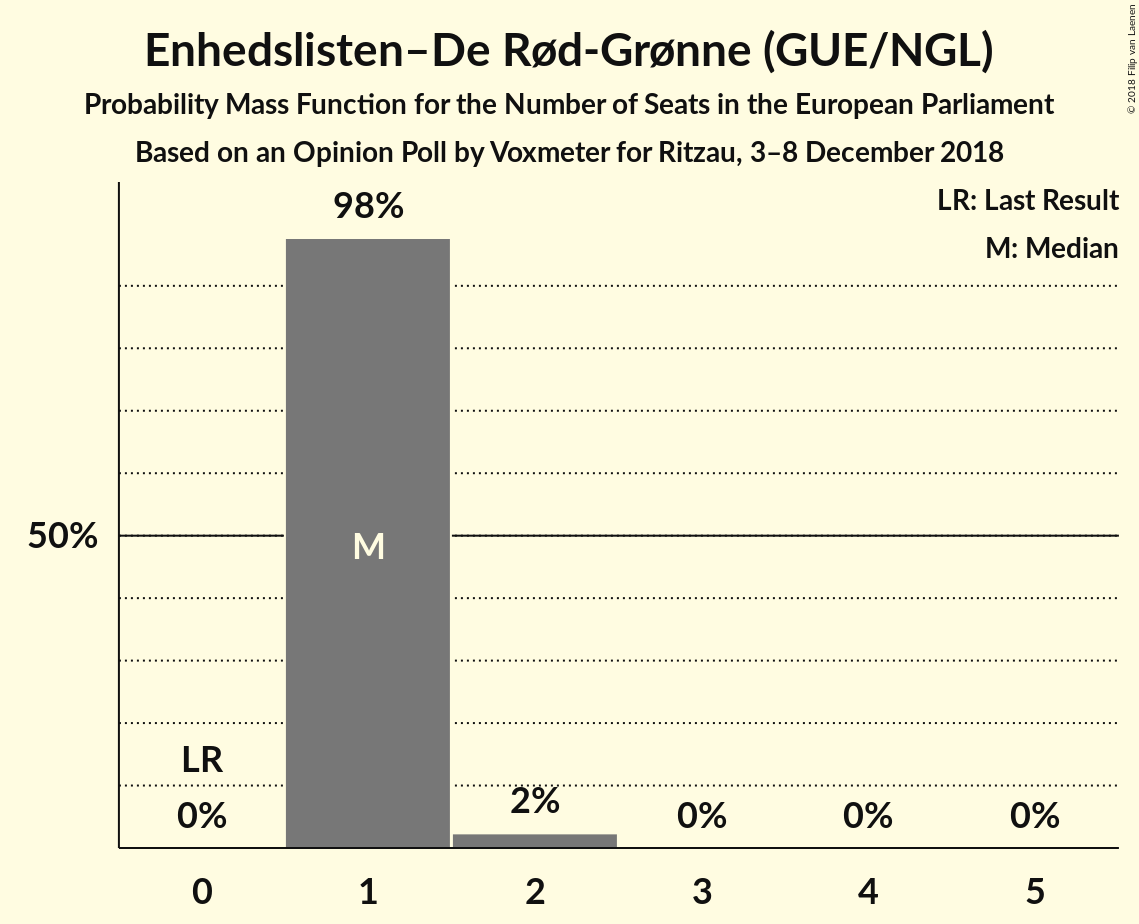 Enhedslisten–De Rød-Grønne (GUE/NGL)
Probability Mass Function for the Number of Seats in the European Parliament
Based on an Opinion Poll by Voxmeter for Ritzau, 3–8 December 2018
© 2018 Filip van Laenen
LR: Last Result
M: Median
98%
50%
M
LR
0%
2%
0%
0%
0%
0
1
2
3
4
5